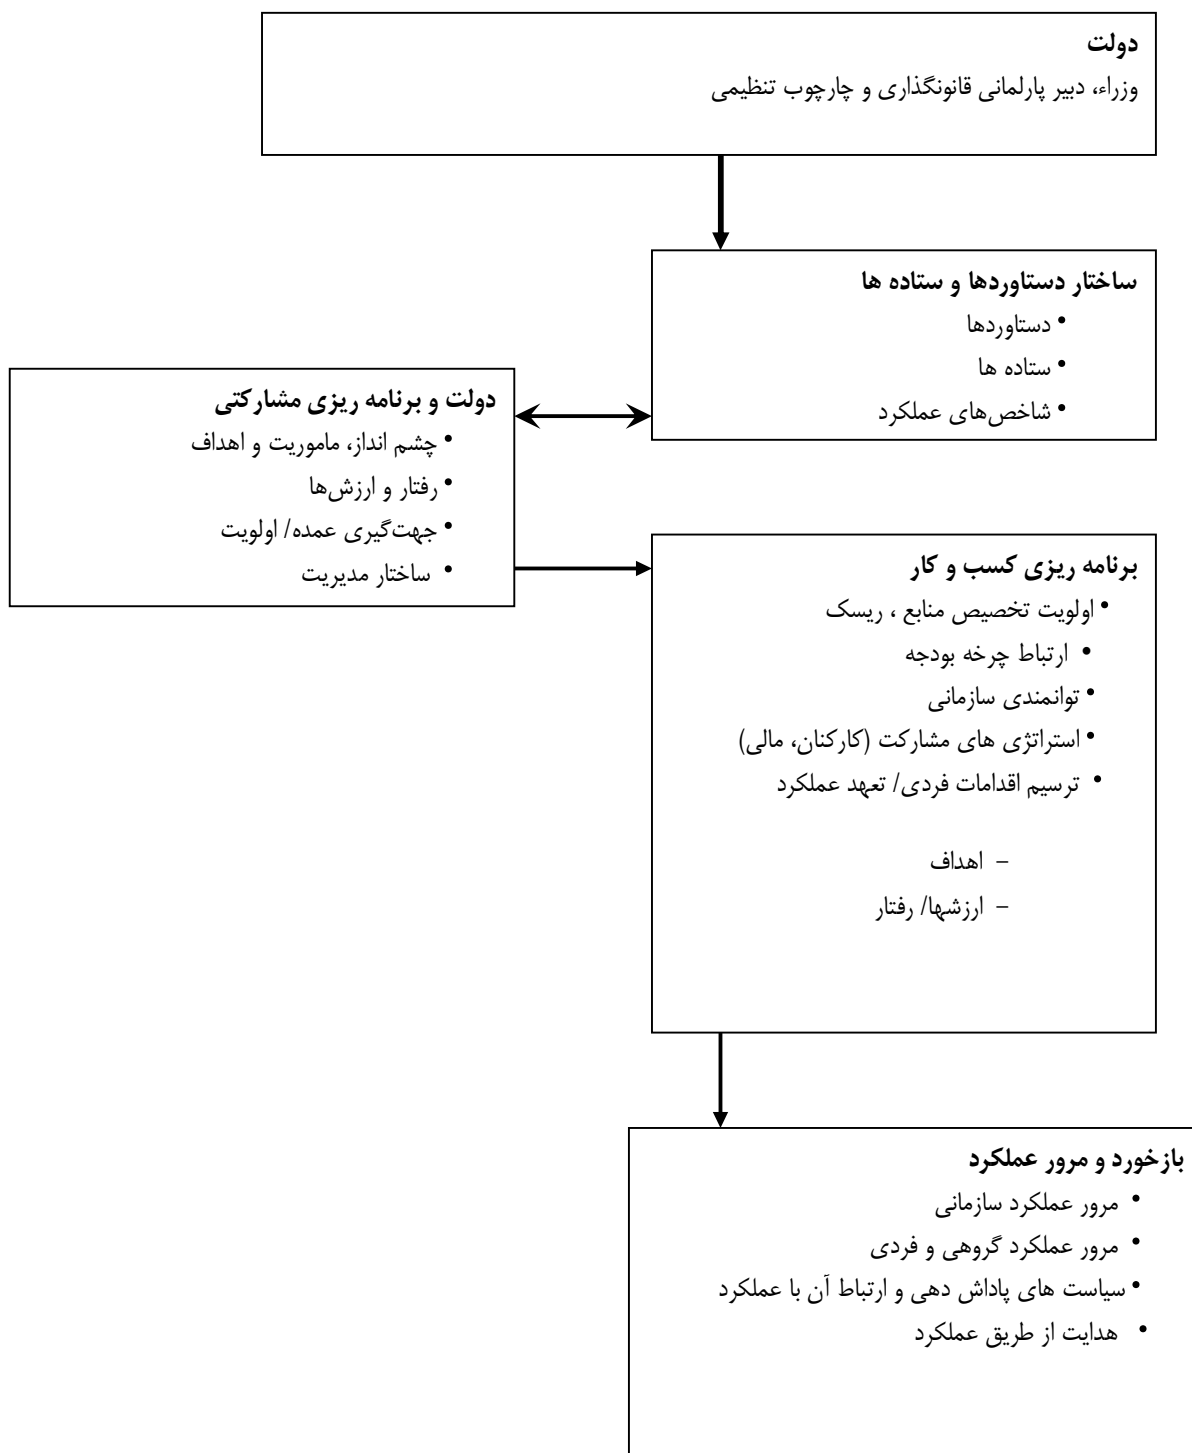 دولت
وزراء، دبیر پارلمانی قانونگذاری و چارچوب تنظیمی
ساختار دستاوردها و ستاده ها
• دستاوردها
• ستاده ها
• شاخص‌های عملکرد
دولت و برنامه ریزی مشارکتی
• چشم انداز، ماموریت و اهداف
• رفتار و ارزش‌ها
• جهت‌گیری عمده/ اولویت
• ساختار مدیریت
برنامه ریزی کسب و کار
• اولویت تخصیص منابع ، ریسک
• ارتباط چرخه بودجه
• توانمندی سازمانی
• استراتژی های مشارکت (کارکنان، مالی)
• ترسیم اقدامات فردی/ تعهد عملکرد
– اهداف
– ارزشها/ رفتار
بازخورد و مرور عملکرد
• مرور عملکرد سازمانی
• مرور عملکرد گروهی و فردی
• سیاست های پاداش دهی و ارتباط آن با عملکرد
• هدایت از طریق عملکرد